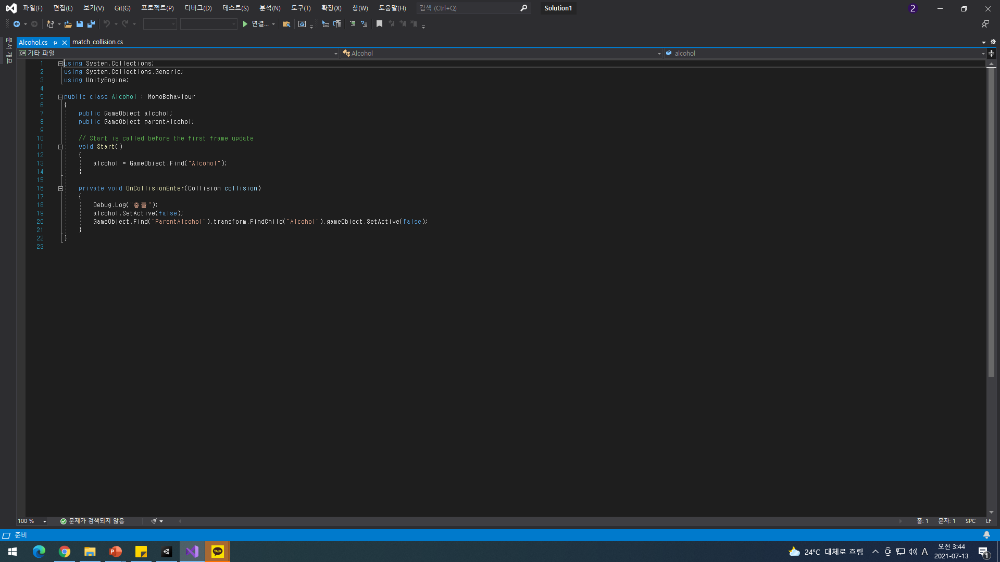 파일(F) 편집(E) 보기(V) Git(G) 프로젝트(P) 디버그(D) 테스트(S) 분석(N) 도구(T) 확장(X) 창(W) 도움말(H) 검색 (Ctrl+Q) Solution1 2
연결...
문서 개요
Alcohol.cs match_collision.cs
C# 기타 파일 Alcohol alcohol
1 using System.Collections;
2 using System.Collections.Generic;
3 using UnityEngine;
4
5 public class Alcohol : MonoBehaviour
6 {
7 public GameObject alcohol;
8 public GameObject parentAlcohol;
9
10 // Start is called before the first frame update
11 void Start()
12 {
13 alcohol = GameObject.Find("Alcohol");
14 }
15
16 private void OnCollisionEnter(Collision collision)
17 {
18 Debug.Log("충돌");
19 alcohol.SetActive(false);
20 GameObject.Find("ParentAlcohol").transform.FindChild("Alcohol").gameObject.SetActive(false);
21 }
22 }
23
100 % 문제가 검색되지 않음 줄: 1 문자: 1 SPC LF
준비
TALK 24°C 대체로 흐림 A 오전 3:44 1
2021-07-13